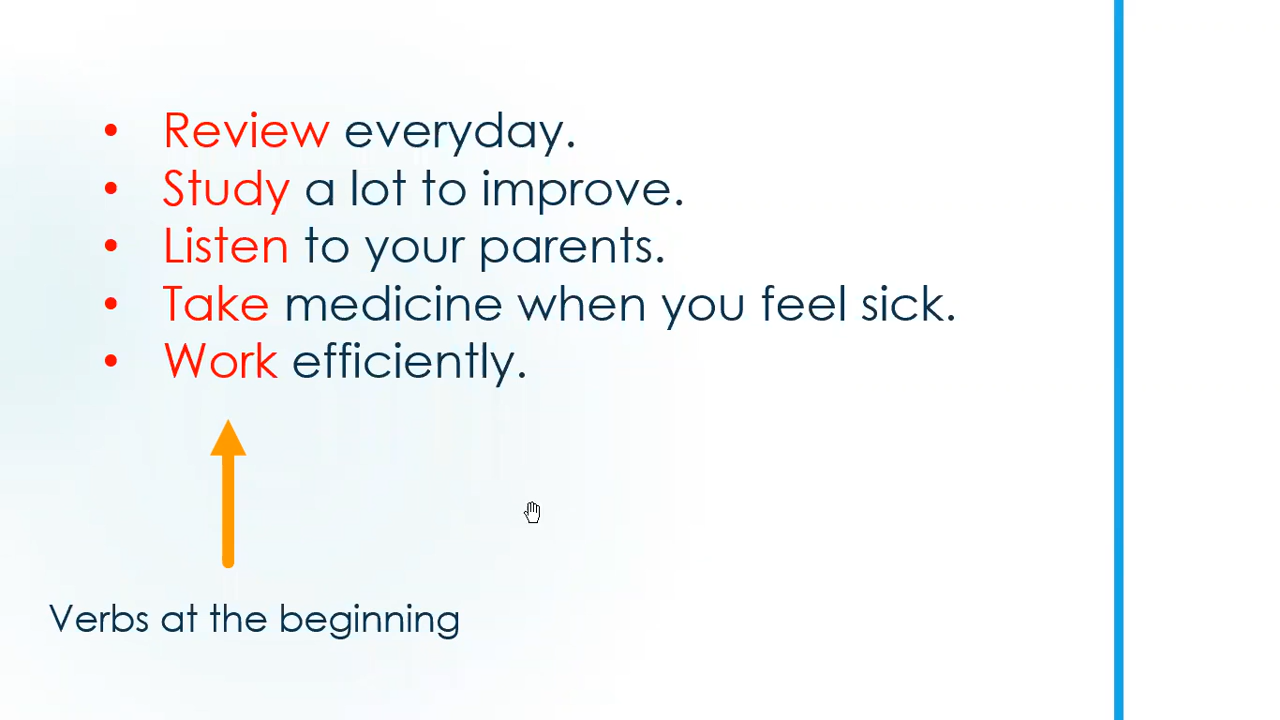 • Review everyday.
• Study a lot to improve.
• Listen to your parents.
• Take medicine when you feel sick.
• Work efficiently.
Verbs at the beginning